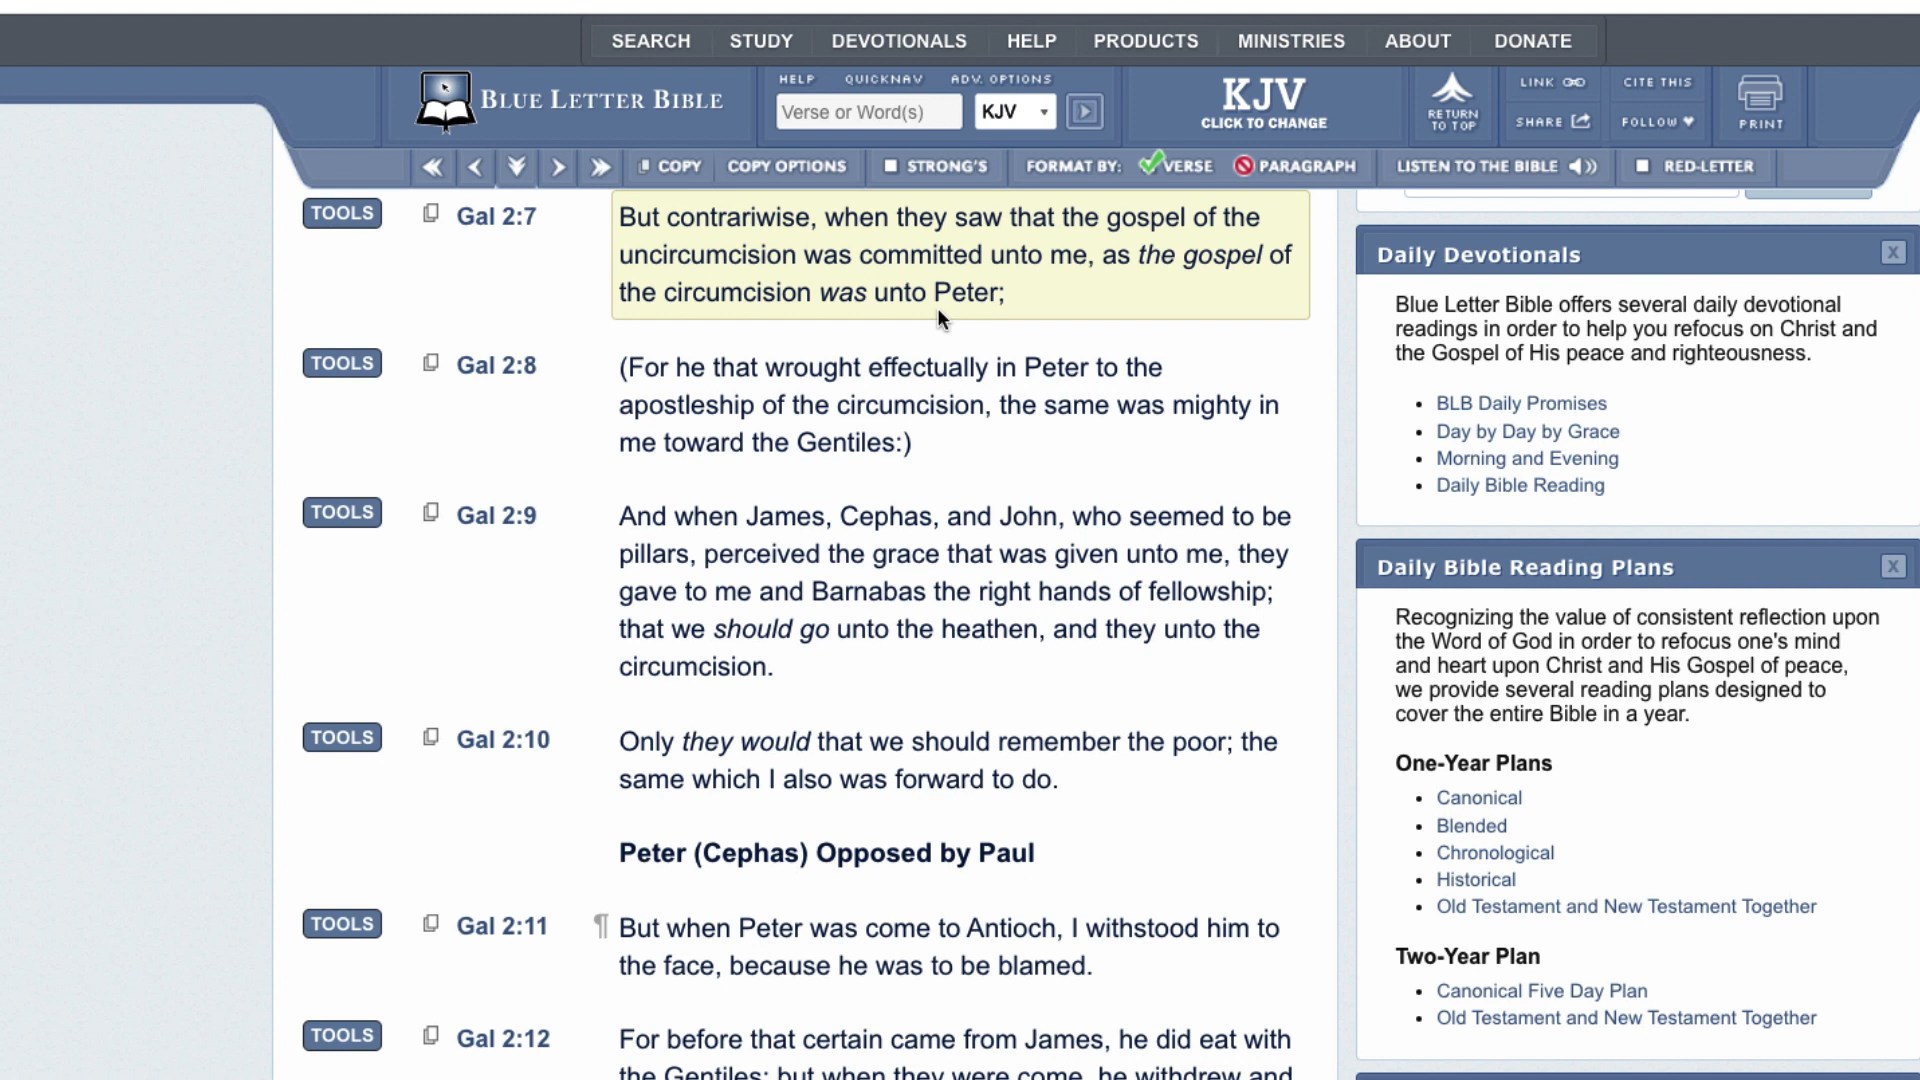 SEARCH STUDY DEVOTIONALS HELP PRODUCTS MINISTRIES ABOUT DONATE
BLUE LETTER BIBLE
HELP QUICKNAV ADV. OPTIONS
Verse or Word(s) KJV
KJV
CLICK TO CHANGE
RETURN
TO TOP
LINK
SHARE
CITE THIS
FOLLOW
PRINT
COPY COPY OPTIONS STRONG'S FORMAT BY: VERSE PARAGRAPH LISTEN TO THE BIBLE RED-LETTER
TOOLS Gal 2:7 But contrariwise, when they saw that the gospel of the
uncircumcision was committed unto me, as the gospel of
the circumcision was unto Peter;
TOOLS Gal 2:8 (For he that wrought effectually in Peter to the
apostleship of the circumcision, the same was mighty in
me toward the Gentiles:)
TOOLS Gal 2:9 And when James, Cephas, and John, who seemed to be
pillars, perceived the grace that was given unto me, they
gave to me and Barnabas the right hands of fellowship;
that we should go unto the heathen, and they unto the
circumcision.
TOOLS Gal 2:10 Only they would that we should remember the poor; the
same which I also was forward to do.
Peter (Cephas) Opposed by Paul
TOOLS Gal 2:11 ¶ But when Peter was come to Antioch, I withstood him to
the face, because he was to be blamed.
TOOLS Gal 2:12 For before that certain came from James, he did eat with
the Gentiles: but when they were come, he withdrew and
Daily Devotionals X
Blue Letter Bible offers several daily devotional
readings in order to help you refocus on Christ and
the Gospel of His peace and righteousness.
• BLB Daily Promises
• Day by Day by Grace
• Morning and Evening
• Daily Bible Reading
Daily Bible Reading Plans X
Recognizing the value of consistent reflection upon
the Word of God in order to refocus one's mind
and heart upon Christ and His Gospel of peace,
we provide several reading plans designed to
cover the entire Bible in a year.
One-Year Plans
• Canonical
• Blended
• Chronological
• Historical
• Old Testament and New Testament Together
Two-Year Plan
• Canonical Five Day Plan
• Old Testament and New Testament Together